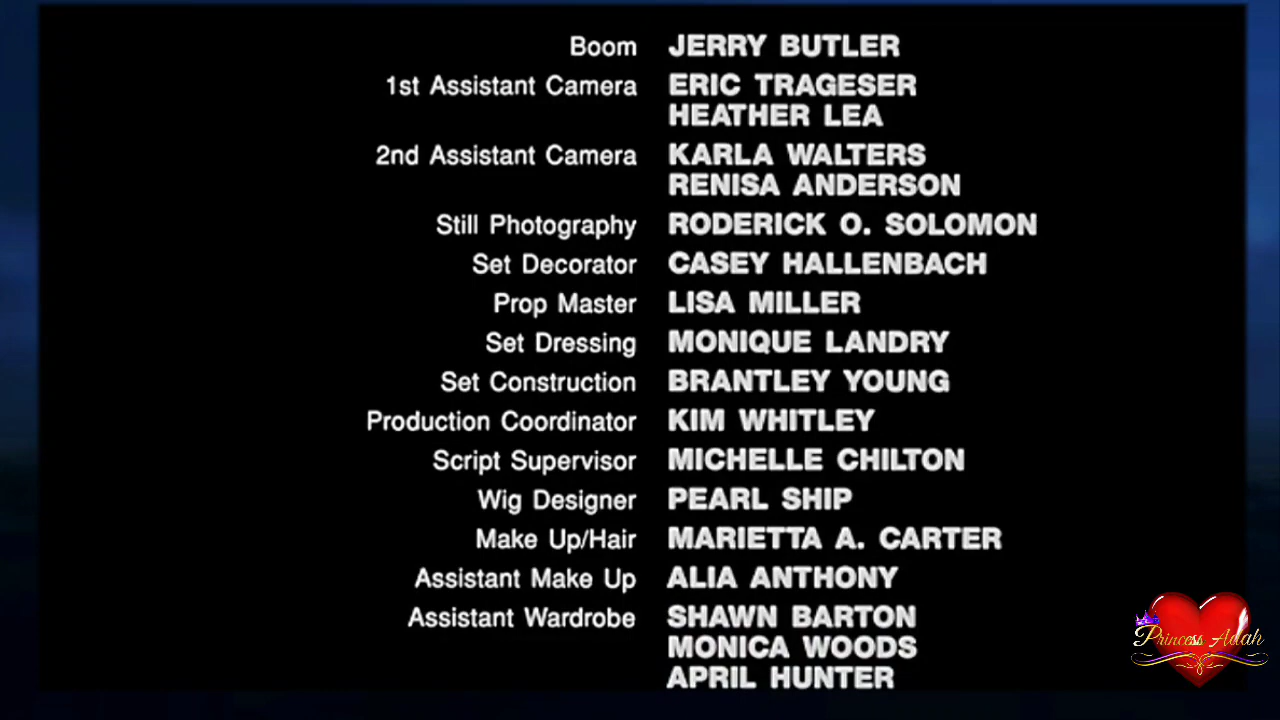 Boom JERRY BUTLER
1st Assistant Camera ERIC TRAGESER
HEATHER LEA
2nd Assistant Camera KARLA WALTERS
RENISA ANDERSON
Still Photography RODERICK O. SOLOMON
Set Decorator CASEY HALLENBACH
Prop Master LISA MILLER
Set Dressing MONIQUE LANDRY
Set Construction BRANTLEY YOUNG
Production Coordinator KIM WHITLEY
Script Supervisor MICHELLE CHILTON
Wig Designer PEARL SHIP
Make Up/Hair MARIETTA A. CARTER
Assistant Make Up ALIA ANTHONY
Assistant Wardrobe SHAWN BARTON
MONICA WOODS
APRIL HUNTER
Princess Adah